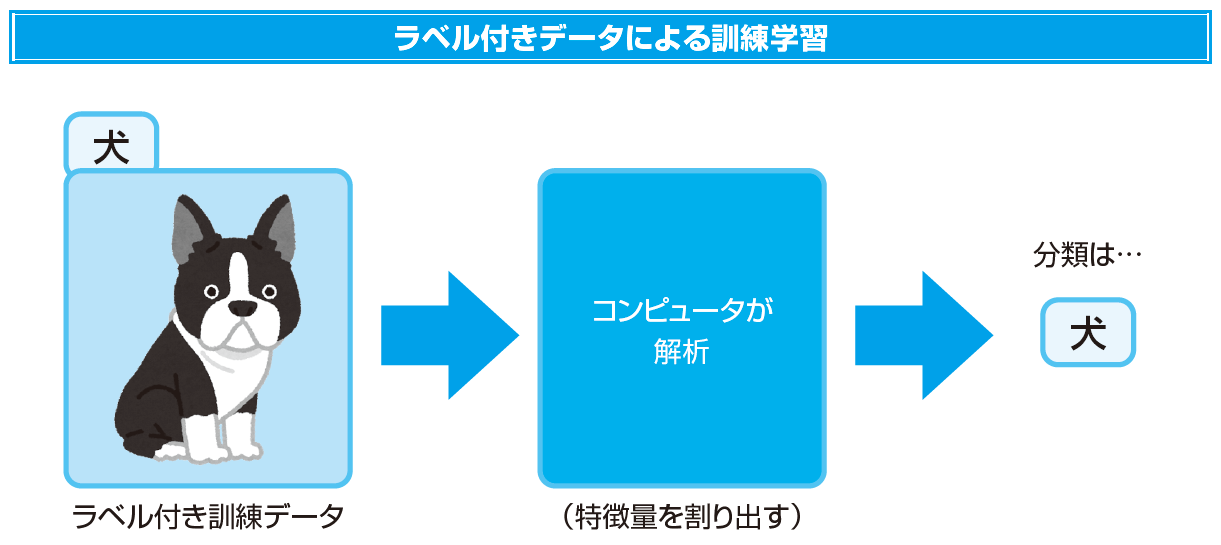 ラベル付きデータによる訓練学習
犬
ラベル付き訓練データ
コンピュータが
解析
（特徴量を割り出す）
分類は…
犬